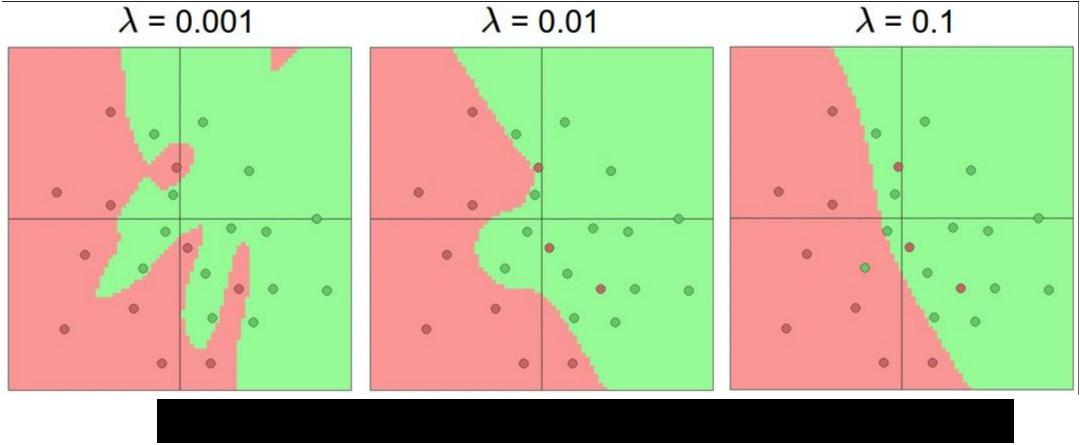 λ = 0.001
λ = 0.01
λ = 0.1